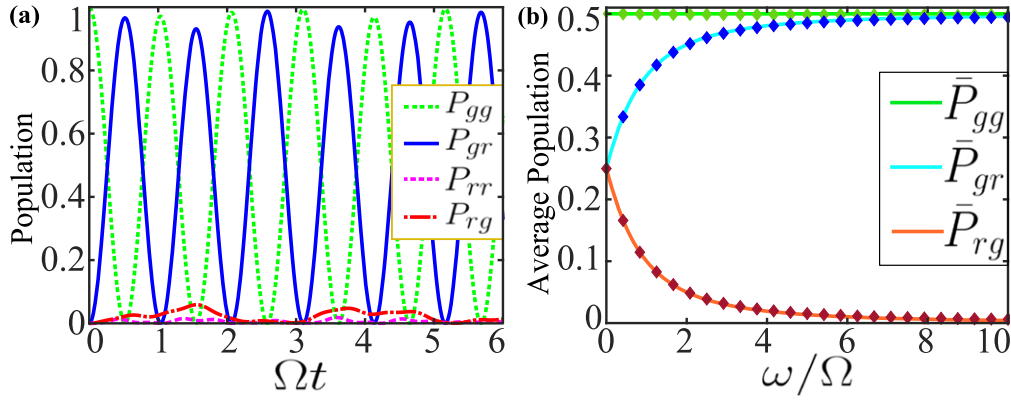 (a)
Population
1
0.8
0.6
0.4
0.2
0
0 1 2 3 4 5 6
Ωt
P_gg
P_gr
P_rr
P_rg
(b)
Average Population
0.5
0.4
0.3
0.2
0.1
0
0 2 4 6 8 10
ω/Ω
P̄_gg
P̄_gr
P̄_rg